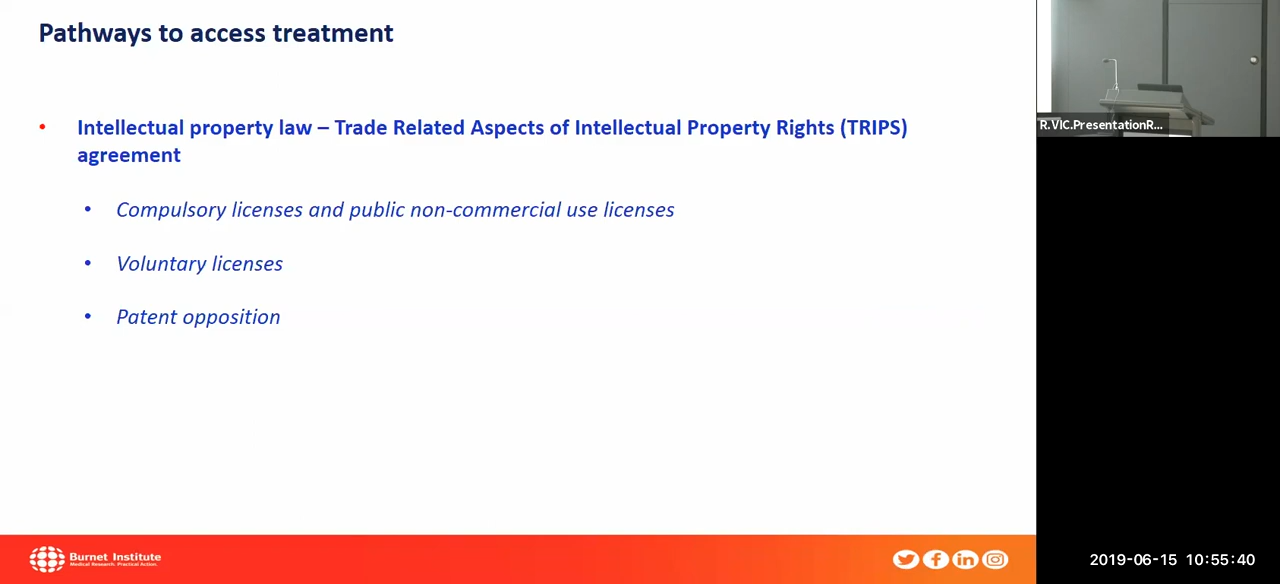 Pathways to access treatment
• Intellectual property law – Trade Related Aspects of Intellectual Property Rights (TRIPS)
agreement
• Compulsory licenses and public non-commercial use licenses
• Voluntary licenses
• Patent opposition
R.VIC.PresentationR...
Burnet Institute
Medical Research. Practical Action.
2019-06-15 10:55:40